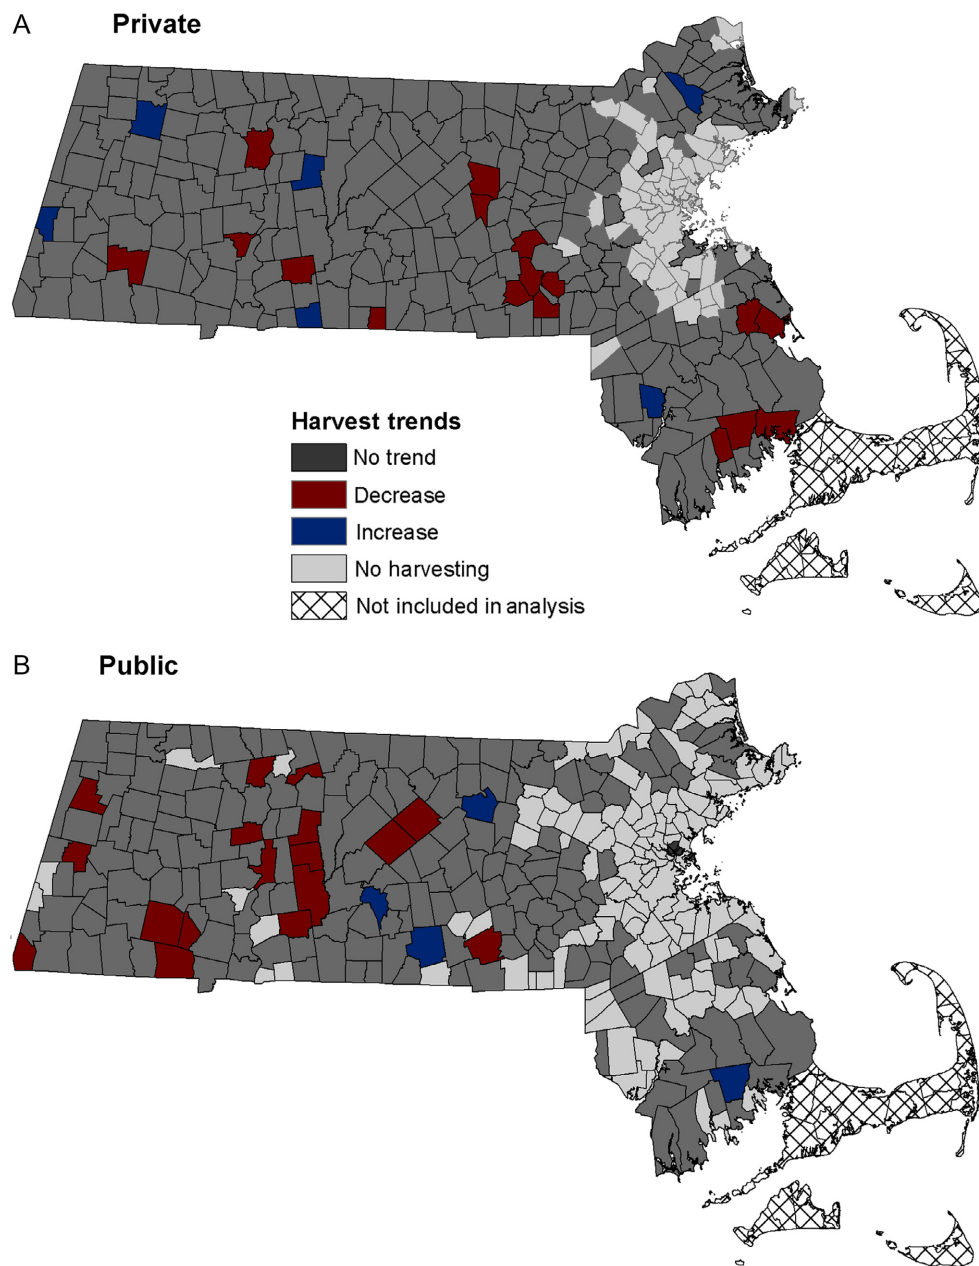 A Private
Harvest trends
No trend
Decrease
Increase
No harvesting
Not included in analysis
B Public